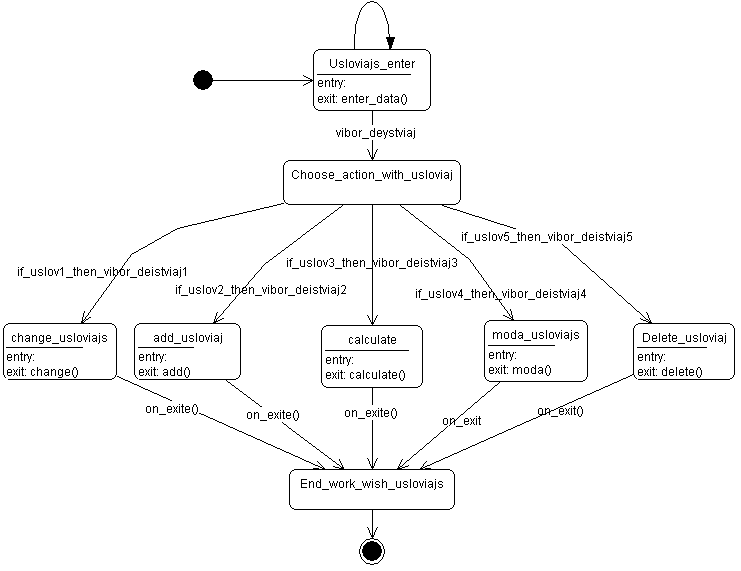 Usloviajs_enter
entry:
exit: enter_data()
vibor_deystviaj
Choose_action_with_usloviaj
if_uslov1_then_vibor_deistviaj1
if_uslov2_then_vibor_deistviaj2
if_uslov3_then_vibor_deistviaj3
if_uslov4_then_vibor_deistviaj4
if_uslov5_then_vibor_deistviaj5
change_usloviajs
entry:
exit: change()
add_usloviaj
entry:
exit: add()
calculate
entry:
exit: calculate()
moda_usloviajs
entry:
exit: moda()
Delete_usloviaj
entry:
exit: delete()
on_exite()
on_exite()
on_exite()
on_exit
on_exit()
End_work_wish_usloviajs